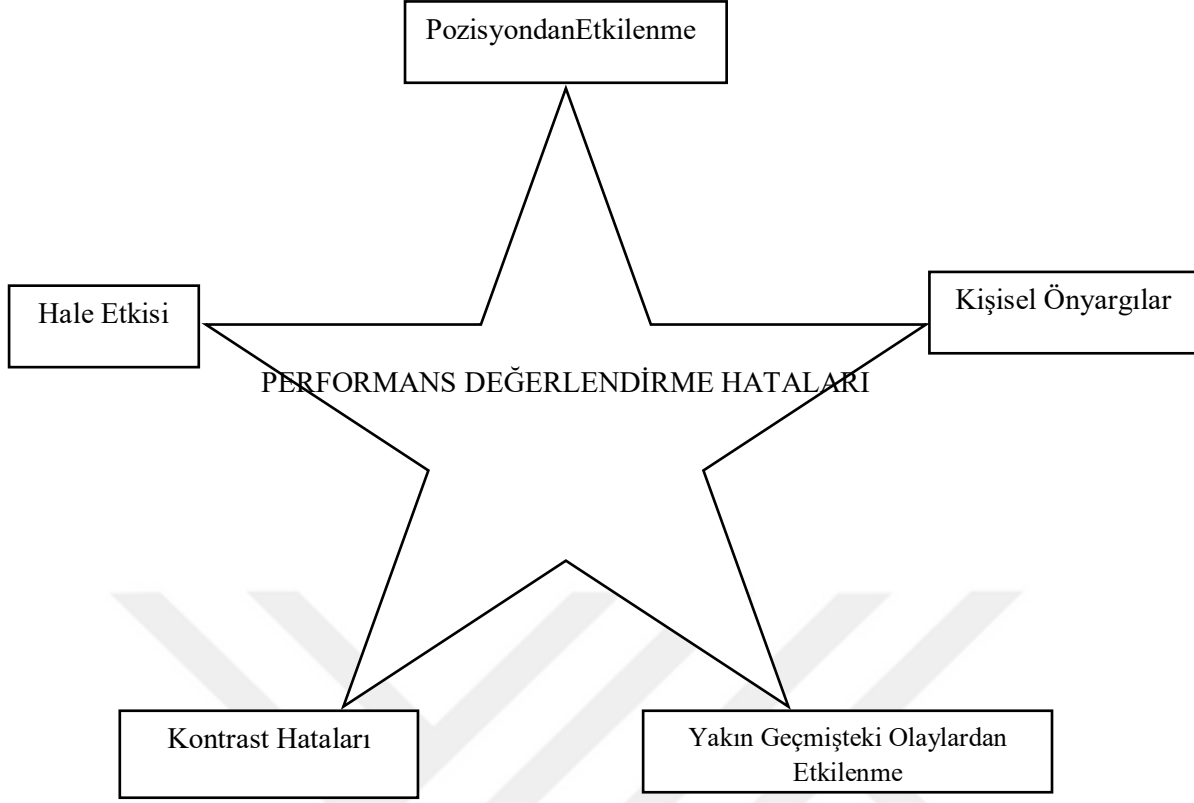 PozisyondanEtkilenme
Hale Etkisi
Kişisel Önyargılar
PERFORMANS DEĞERLENDİRME HATALARI
Kontrast Hataları
Yakın Geçmişteki Olaylardan
Etkilenme